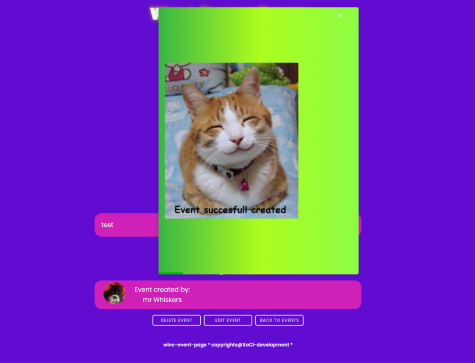 W
×
Event succesfull created
test
Event created by:
mr Whiskers
DELETE EVENT EDIT EVENT BACK TO EVENTS
winc-event-page * copyrights@XaCi-development *